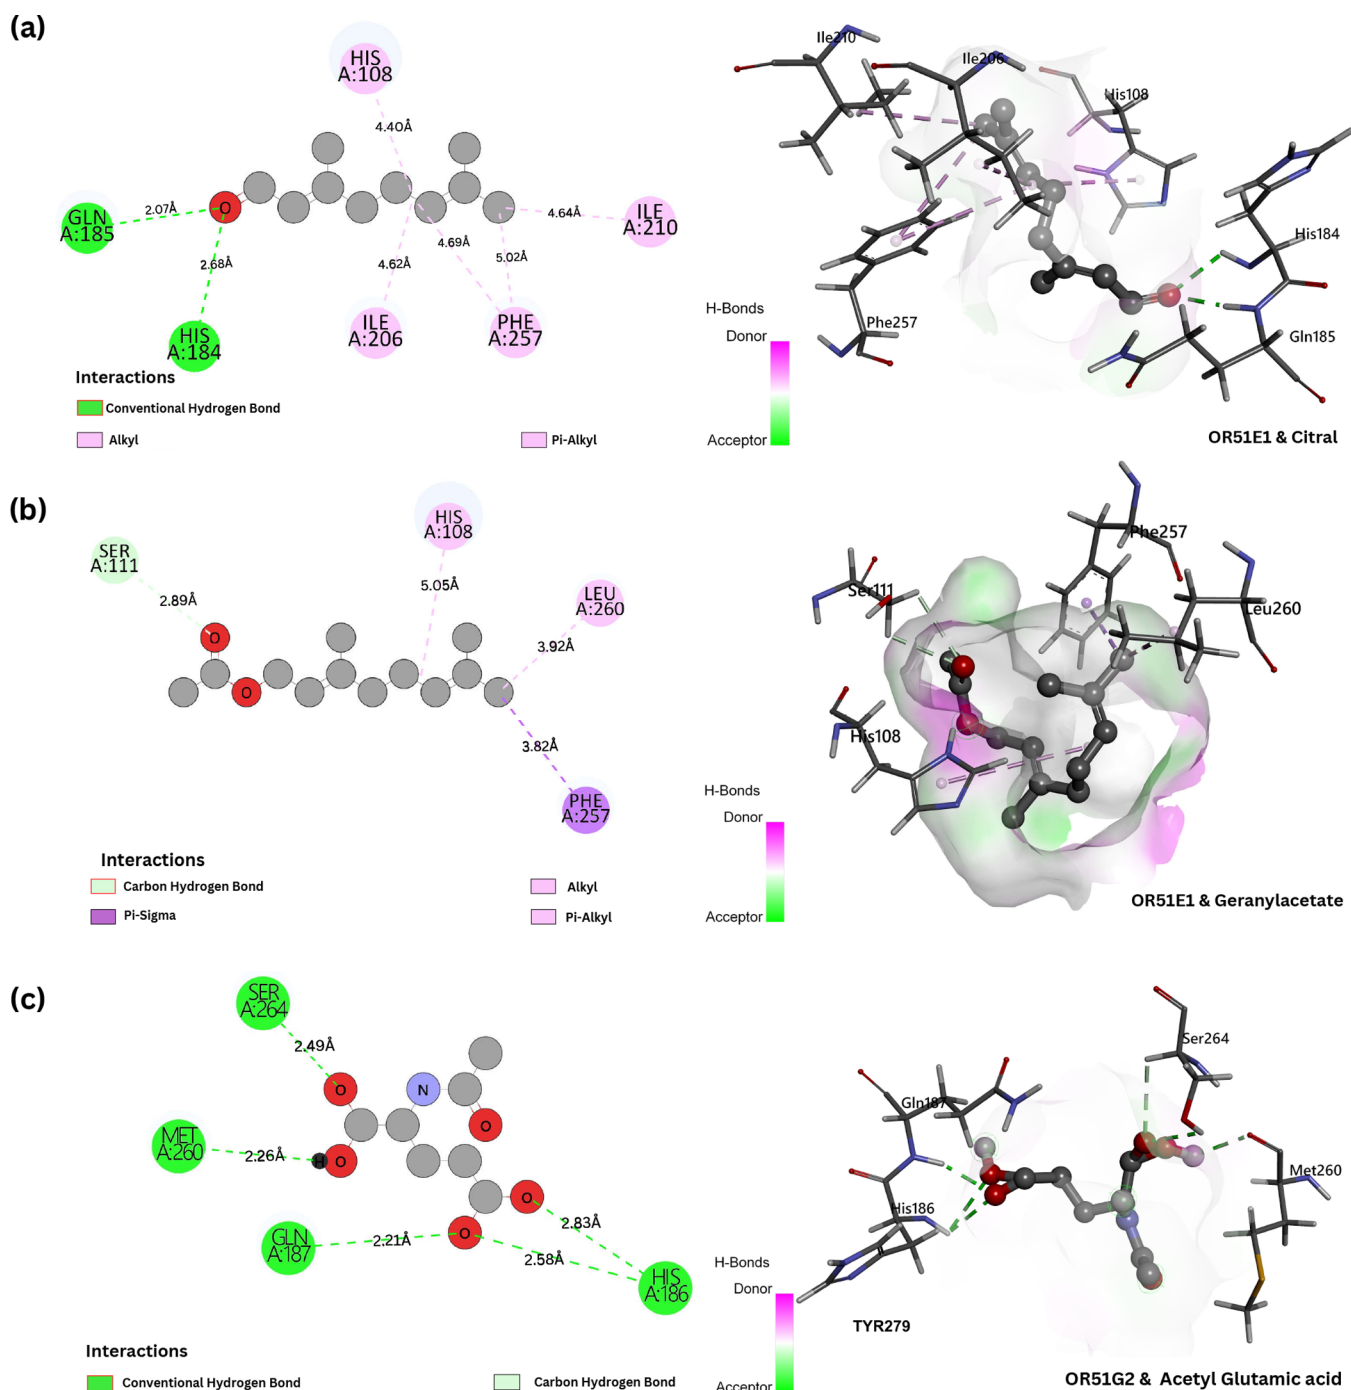 (a)
HIS
A:108
4.40Å
GLN
A:185
2.07Å
O
2.68Å
HIS
A:184
4.62Å
ILE
A:206
4.69Å
5.02Å
PHE
A:257
4.64Å
ILE
A:210
Interactions
Conventional Hydrogen Bond
Alkyl
Pi-Alkyl
Ile210
Ile206
His108
His184
Gln185
Phe257
H-Bonds
Donor
Acceptor
OR51E1 & Citral
(b)
SER
A:111
2.89Å
O
O
HIS
A:108
5.05Å
LEU
A:260
3.92Å
3.82Å
PHE
A:257
Interactions
Carbon Hydrogen Bond
Pi-Sigma
Alkyl
Pi-Alkyl
Phe257
Ser111
Leu260
His108
H-Bonds
Donor
Acceptor
OR51E1 & Geranylacetate
(c)
SER
A:264
2.49Å
O
N
O
MET
A:260
2.26Å
H
O
GLN
A:187
2.21Å
O
O
2.83Å
2.58Å
HIS
A:186
Interactions
Conventional Hydrogen Bond
Carbon Hydrogen Bond
Ser264
Gln187
Met260
His186
TYR279
H-Bonds
Donor
Acceptor
OR51G2 & Acetyl Glutamic acid